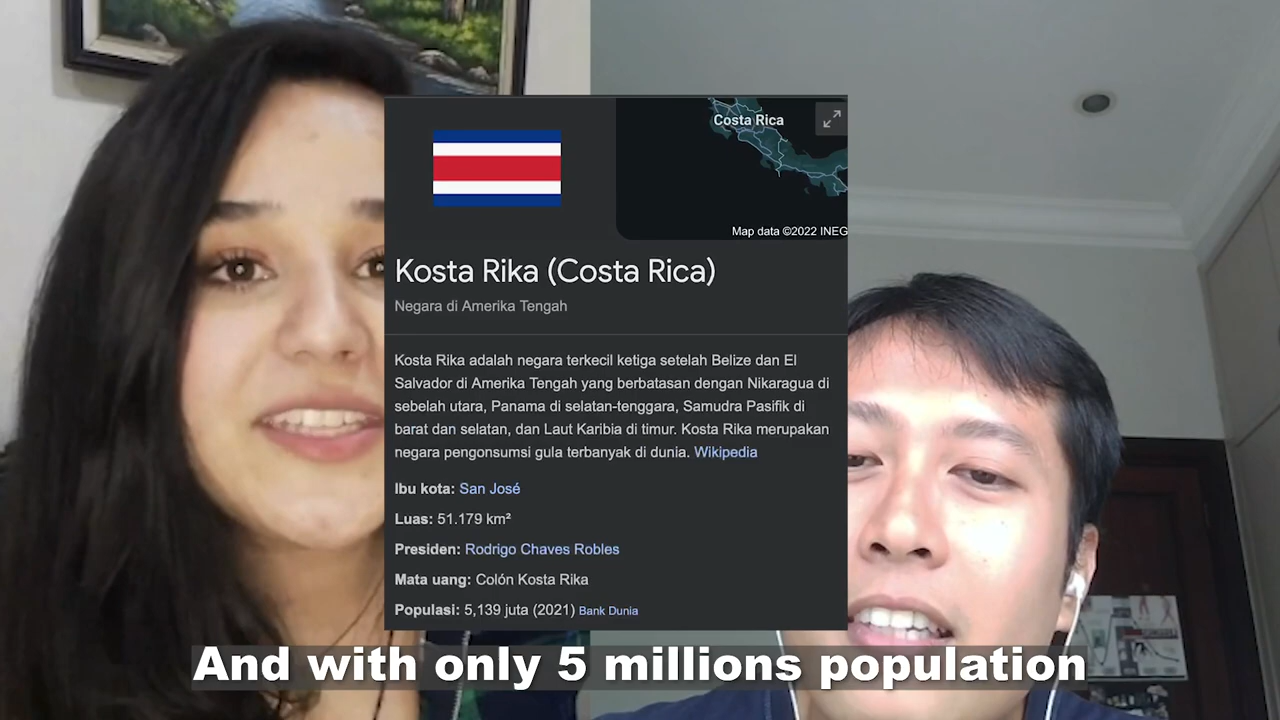 Costa Rica
Map data ©2022 INEG
Kosta Rika (Costa Rica)
Negara di Amerika Tengah
Kosta Rika adalah negara terkecil ketiga setelah Belize dan El
Salvador di Amerika Tengah yang berbatasan dengan Nikaragua di
sebelah utara, Panama di selatan-tenggara, Samudra Pasifik di
barat dan selatan, dan Laut Karibia di timur. Kosta Rika merupakan
negara pengonsumsi gula terbanyak di dunia. Wikipedia
Ibu kota: San José
Luas: 51.179 km²
Presiden: Rodrigo Chaves Robles
Mata uang: Colón Kosta Rika
Populasi: 5,139 juta (2021) Bank Dunia
And with only 5 millions population